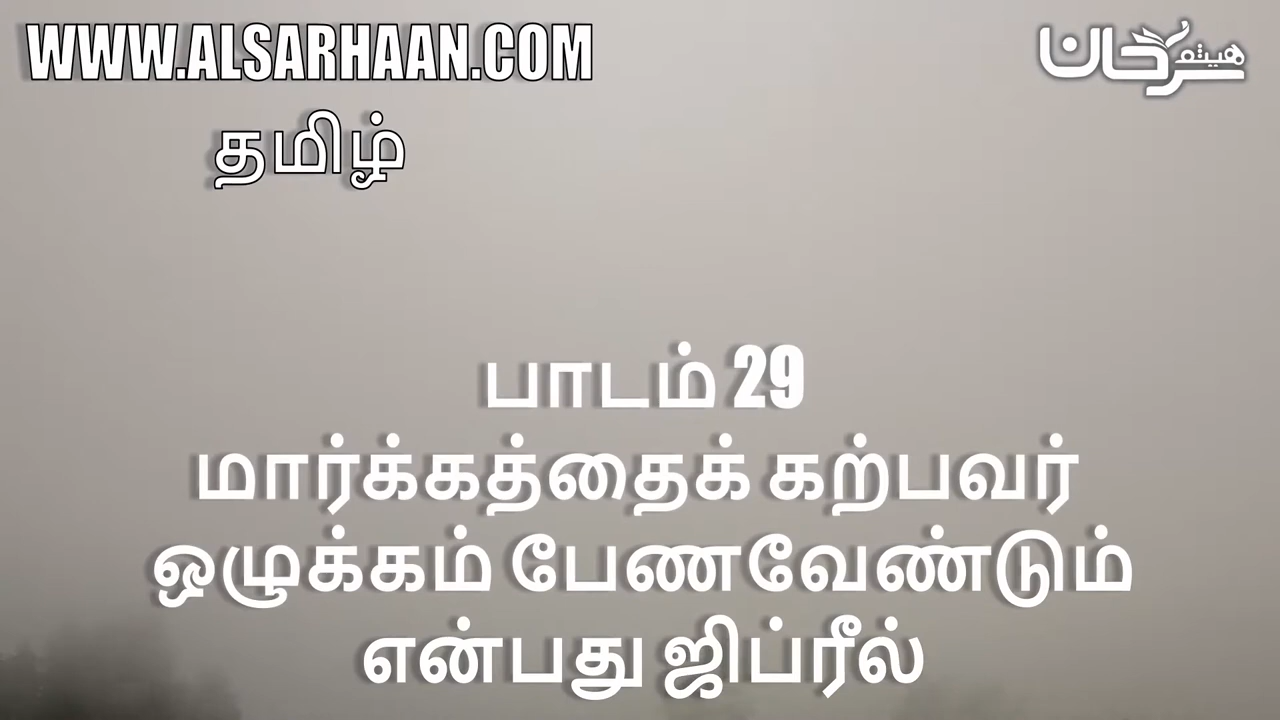 WWW.ALSARHAAN.COM
هيثم سرحان
தமிழ்
பாடம் 29
மார்க்கத்தைக் கற்பவர்
ஒழுக்கம் பேணவேண்டும்
என்பது ஜிப்ரீல்